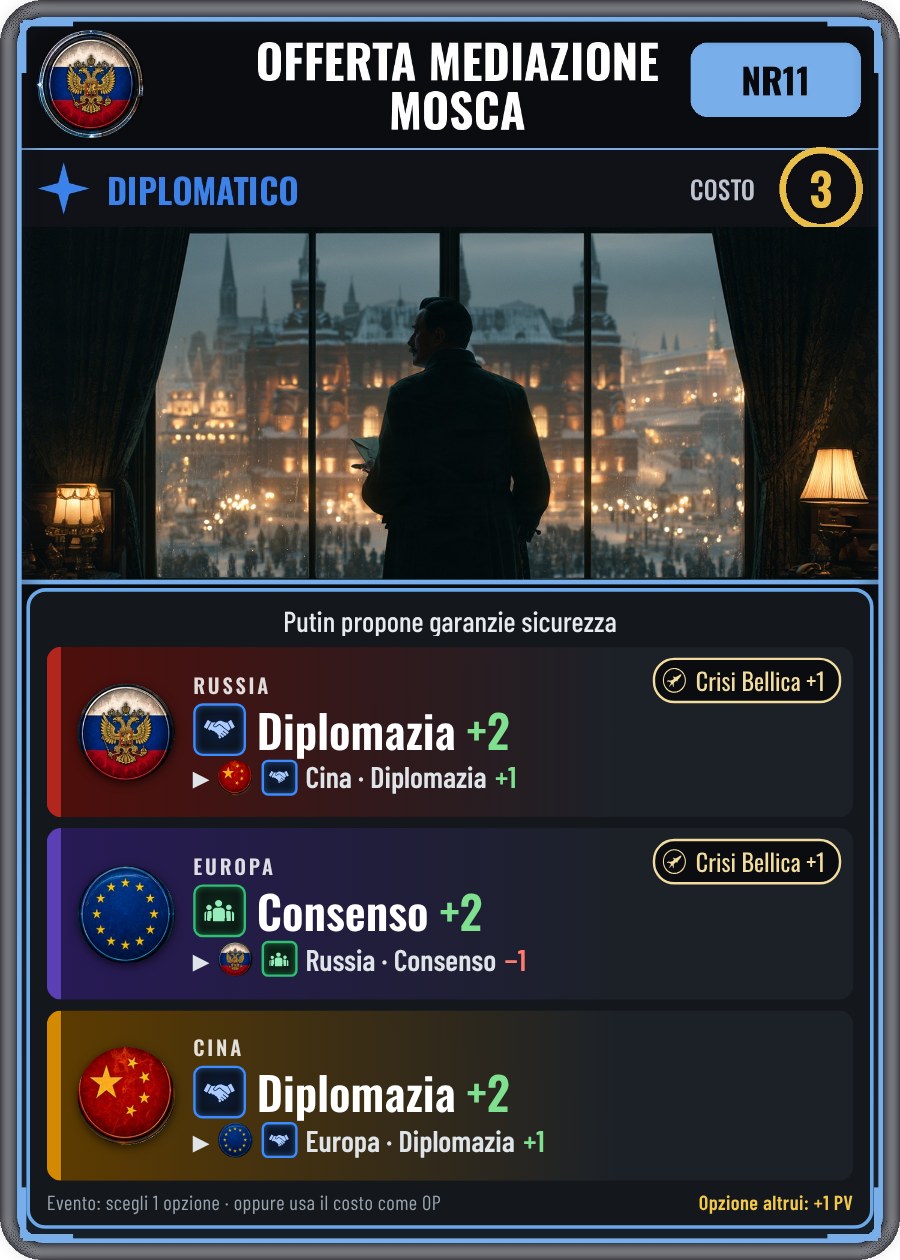 OFFERTA MEDIAZIONE
MOSCA
NR11
DIPLOMATICO
COSTO
3
Putin propone garanzie sicurezza
RUSSIA
Crisi Bellica +1
Diplomazia +2
▶ Cina · Diplomazia +1
EUROPA
Crisi Bellica +1
Consenso +2
▶ Russia · Consenso −1
CINA
Diplomazia +2
▶ Europa · Diplomazia +1
Evento: scegli 1 opzione · oppure usa il costo come OP
Opzione altrui: +1 PV